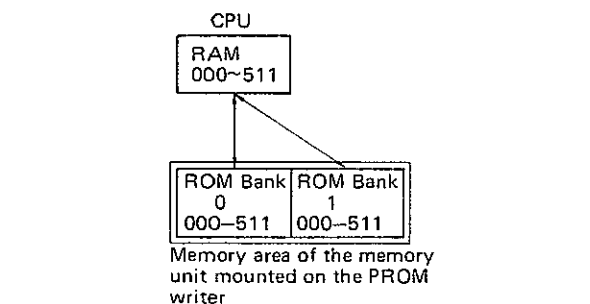 CPU
RAM
000~511
ROM Bank
0
000–511
ROM Bank
1
000–511
Memory area of the memory
unit mounted on the PROM
writer